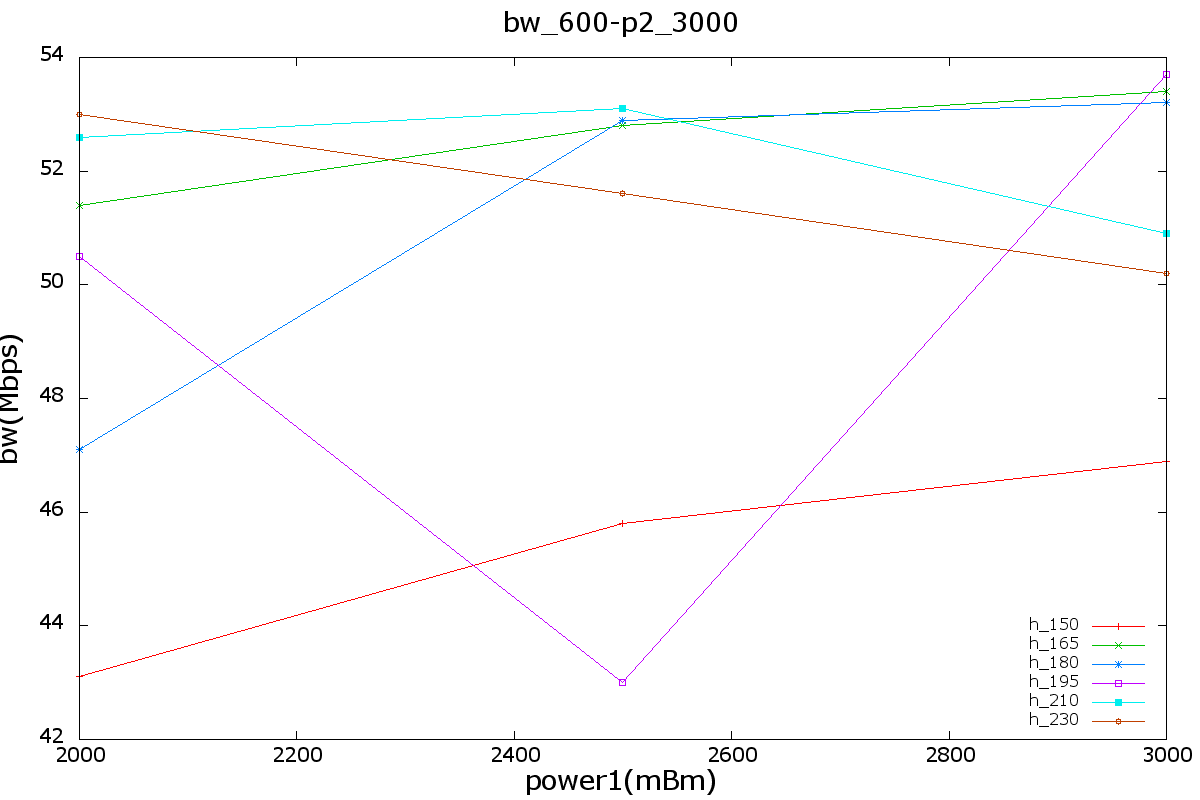 bw_600-p2_3000
54
52
50
48
46
44
42
bw(Mbps)
2000 2200 2400 2600 2800 3000
power1(mBm)
h_150
h_165
h_180
h_195
h_210
h_230